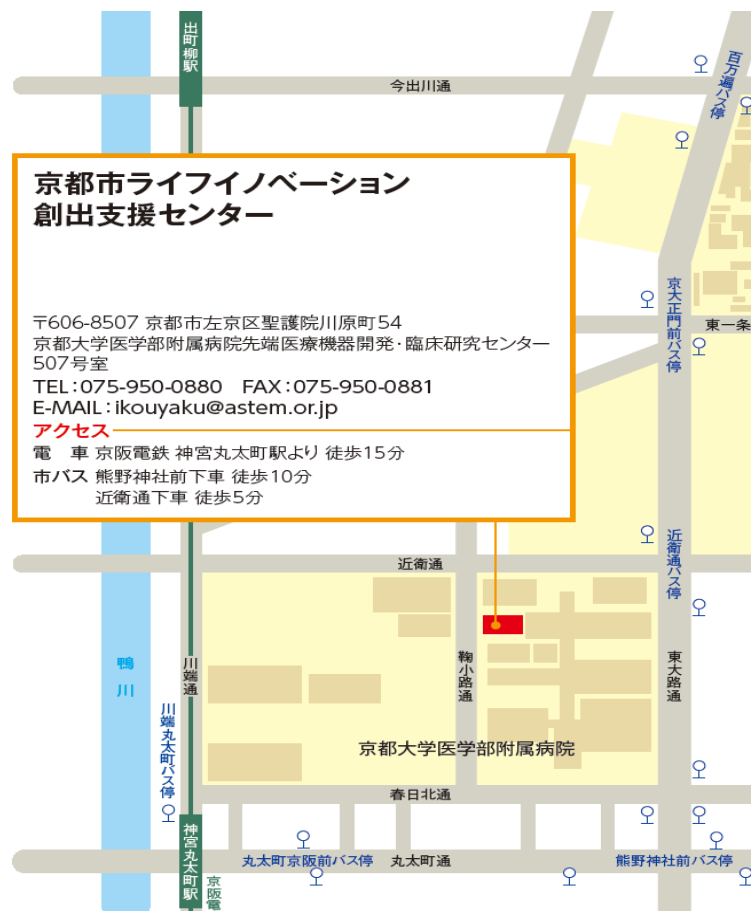 出町柳駅
今出川通
百万遍バス停
京都市ライフイノベーション
創出支援センター
〒606-8507 京都市左京区聖護院川原町54
京都大学医学部附属病院先端医療機器開発・臨床研究センター
507号室
TEL:075-950-0880 FAX:075-950-0881
E-MAIL:ikouyaku@astem.or.jp
アクセス
電 車 京阪電鉄 神宮丸太町駅より 徒歩15分
市バス 熊野神社前下車 徒歩10分
近衛通下車 徒歩5分
京大正門前バス停
東一条
近衛通
近衛通バス停
鴨川
川端通
鞠小路通
東大路通
川端丸太町バス停
京都大学医学部附属病院
春日北通
神宮丸太町駅
丸太町京阪前バス停
丸太町通
熊野神社前バス停
京阪電